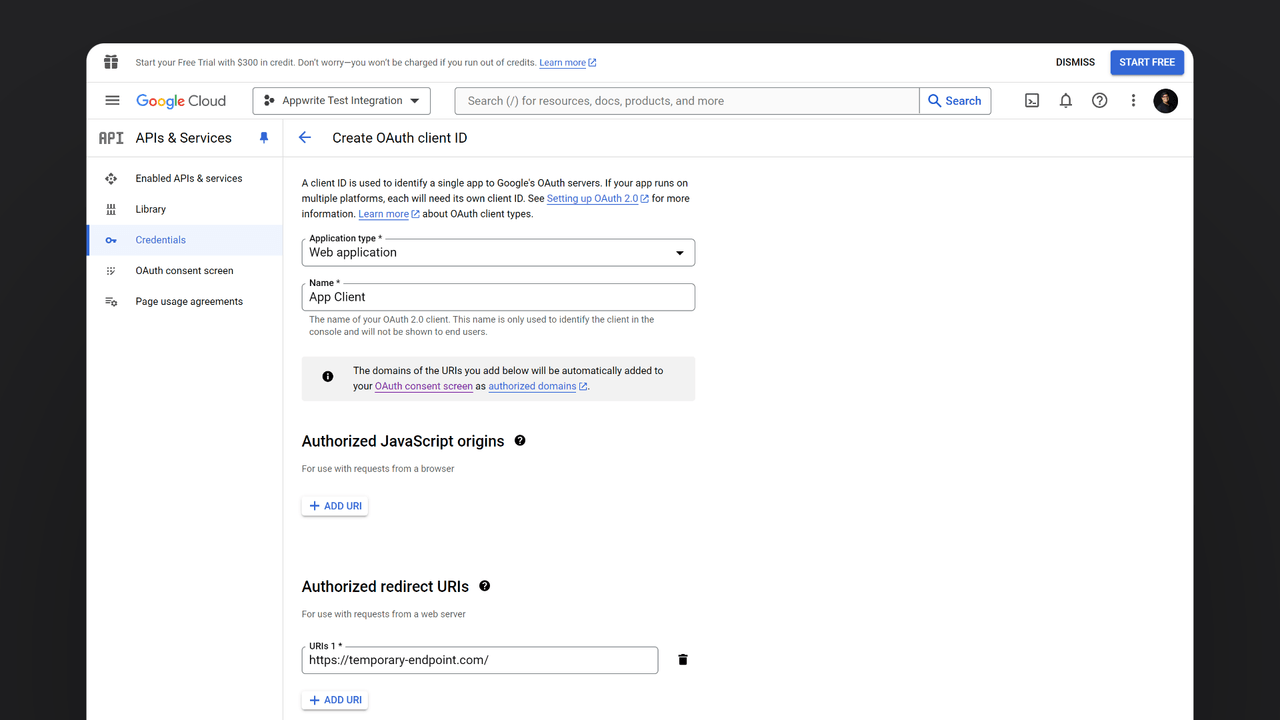 Start your Free Trial with $300 in credit. Don't worry—you won't be charged if you run out of credits. Learn more
DISMISS
START FREE
Google Cloud
Appwrite Test Integration
Search (/) for resources, docs, products, and more
Search
API
APIs & Services
Create OAuth client ID
Enabled APIs & services
Library
Credentials
OAuth consent screen
Page usage agreements
A client ID is used to identify a single app to Google's OAuth servers. If your app runs on
multiple platforms, each will need its own client ID. See Setting up OAuth 2.0 for more
information. Learn more about OAuth client types.
Application type *
Web application
Name *
App Client
The name of your OAuth 2.0 client. This name is only used to identify the client in the
console and will not be shown to end users.
The domains of the URIs you add below will be automatically added to
your OAuth consent screen as authorized domains.
Authorized JavaScript origins
For use with requests from a browser
+ ADD URI
Authorized redirect URIs
For use with requests from a web server
URIs 1 *
https://temporary-endpoint.com/
+ ADD URI